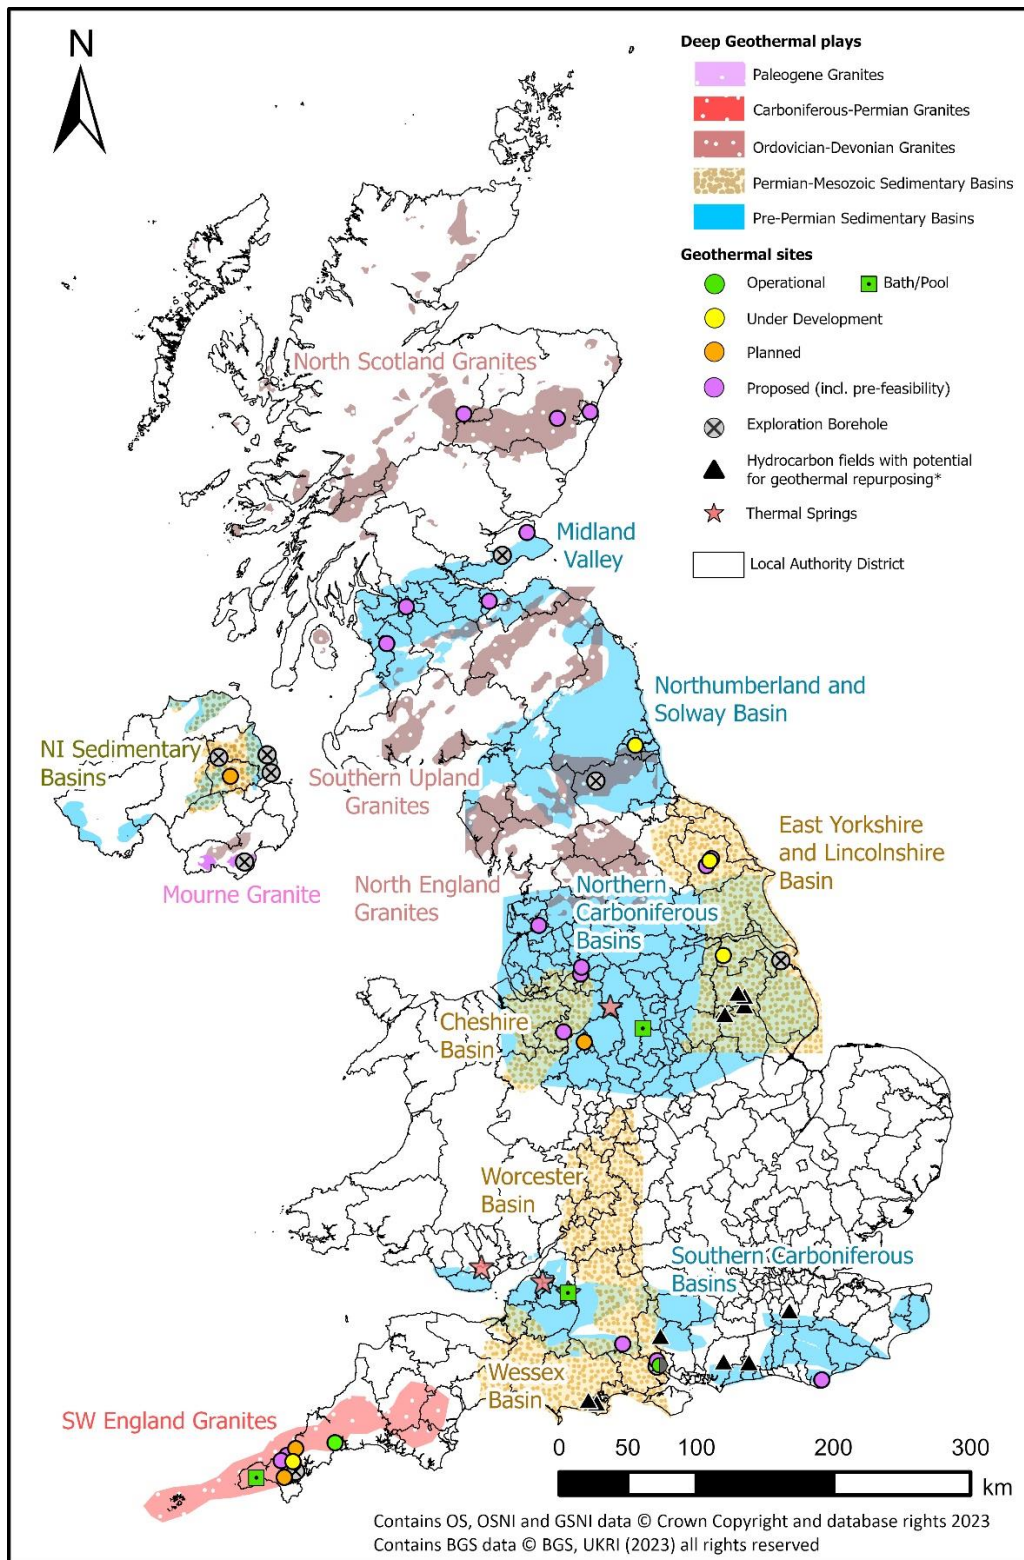 N
Deep Geothermal plays
Paleogene Granites
Carboniferous-Permian Granites
Ordovician-Devonian Granites
Permian-Mesozoic Sedimentary Basins
Pre-Permian Sedimentary Basins
Geothermal sites
Operational
Bath/Pool
Under Development
Planned
Proposed (incl. pre-feasibility)
Exploration Borehole
Hydrocarbon fields with potential
for geothermal repurposing*
Thermal Springs
Local Authority District
North Scotland Granites
Midland
Valley
Northumberland and
Solway Basin
NI Sedimentary
Basins
Southern Upland
Granites
Mourne Granite
East Yorkshire
and Lincolnshire
Basin
North England
Granites
Northern
Carboniferous
Basins
Cheshire
Basin
Worcester
Basin
Southern Carboniferous
Basins
Wessex
Basin
SW England Granites
0 50 100 200 300
km
Contains OS, OSNI and GSNI data © Crown Copyright and database rights 2023
Contains BGS data © BGS, UKRI (2023) all rights reserved